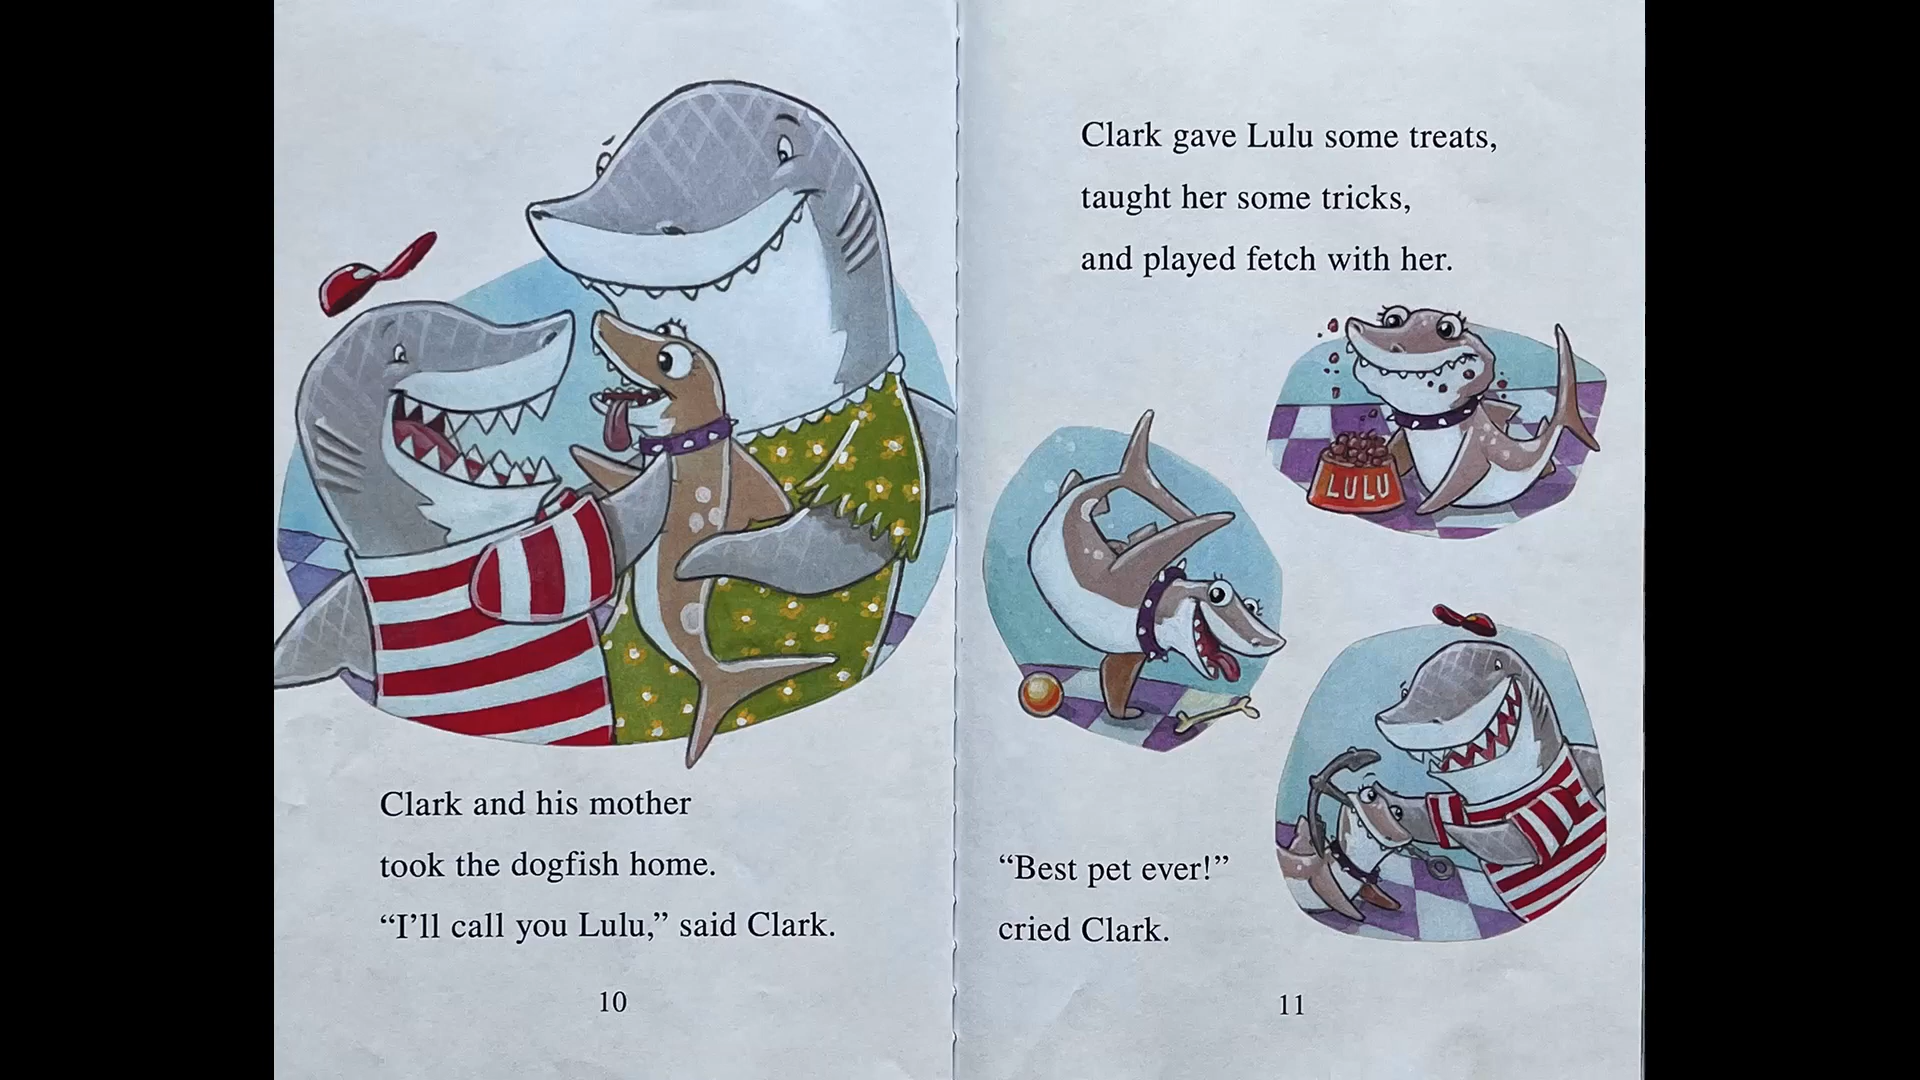 Clark and his mother
took the dogfish home.
“I’ll call you Lulu,” said Clark.
10
Clark gave Lulu some treats,
taught her some tricks,
and played fetch with her.
LULU
“Best pet ever!”
cried Clark.
11